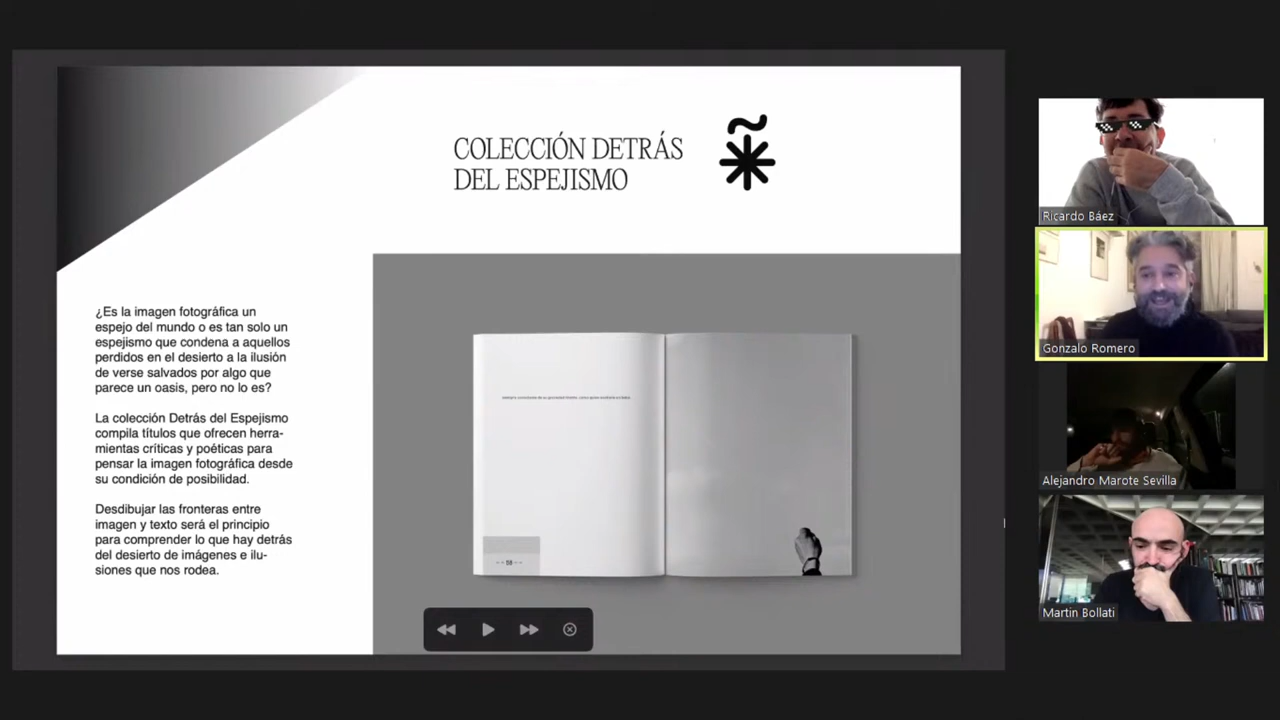 COLECCIÓN DETRÁS
DEL ESPEJISMO
¿Es la imagen fotográfica un
espejo del mundo o es tan solo un
espejismo que condena a aquellos
perdidos en el desierto a la ilusión
de verse salvados por algo que
parece un oasis, pero no lo es?
La colección Detrás del Espejismo
compila títulos que ofrecen herra-
mientas críticas y poéticas para
pensar la imagen fotográfica desde
su condición de posibilidad.
Desdibujar las fronteras entre
imagen y texto será el principio
para comprender lo que hay detrás
del desierto de imágenes e ilu-
siones que nos rodea.
58
Ricardo Báez
Gonzalo Romero
Alejandro Marote Sevilla
Martin Bollati